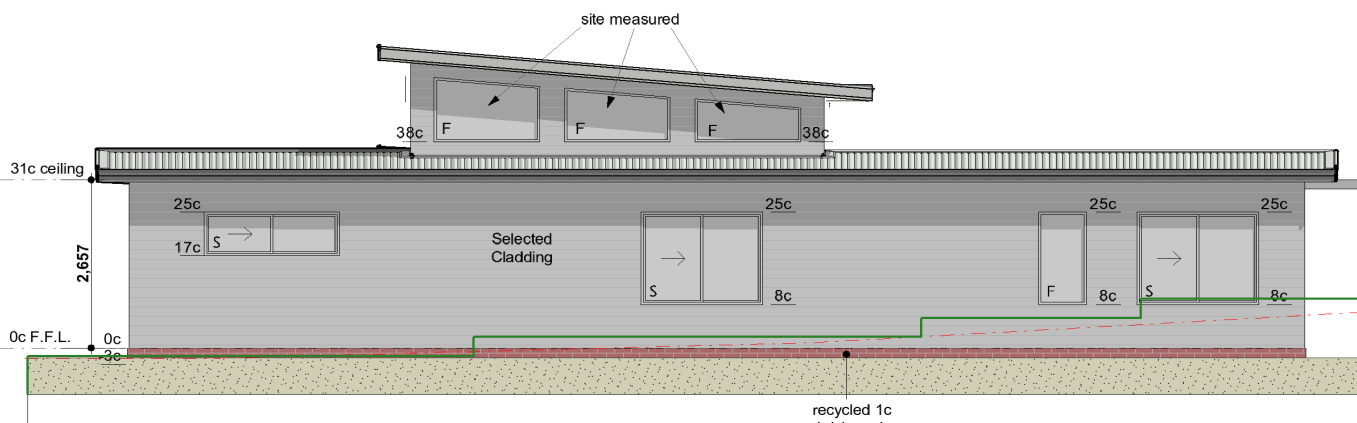 site measured
F
F
F
38c
38c
31c ceiling
25c
25c
25c
25c
17c
S
Selected
Cladding
2,657
S
8c
F
8c
S
8c
0c F.F.L.
0c
-3c
recycled 1c